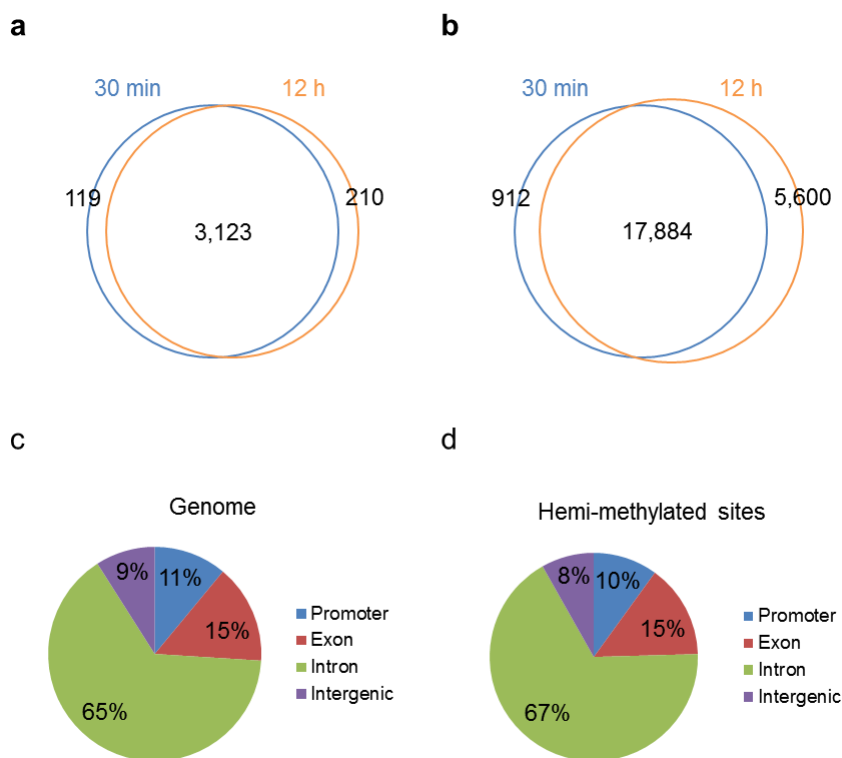 a
b
30 min
12 h
30 min
12 h
119
3,123
210
912
17,884
5,600
c
d
Genome
9%
11%
15%
65%
Promoter
Exon
Intron
Intergenic
Hemi-methylated sites
8%
10%
15%
67%
Promoter
Exon
Intron
Intergenic